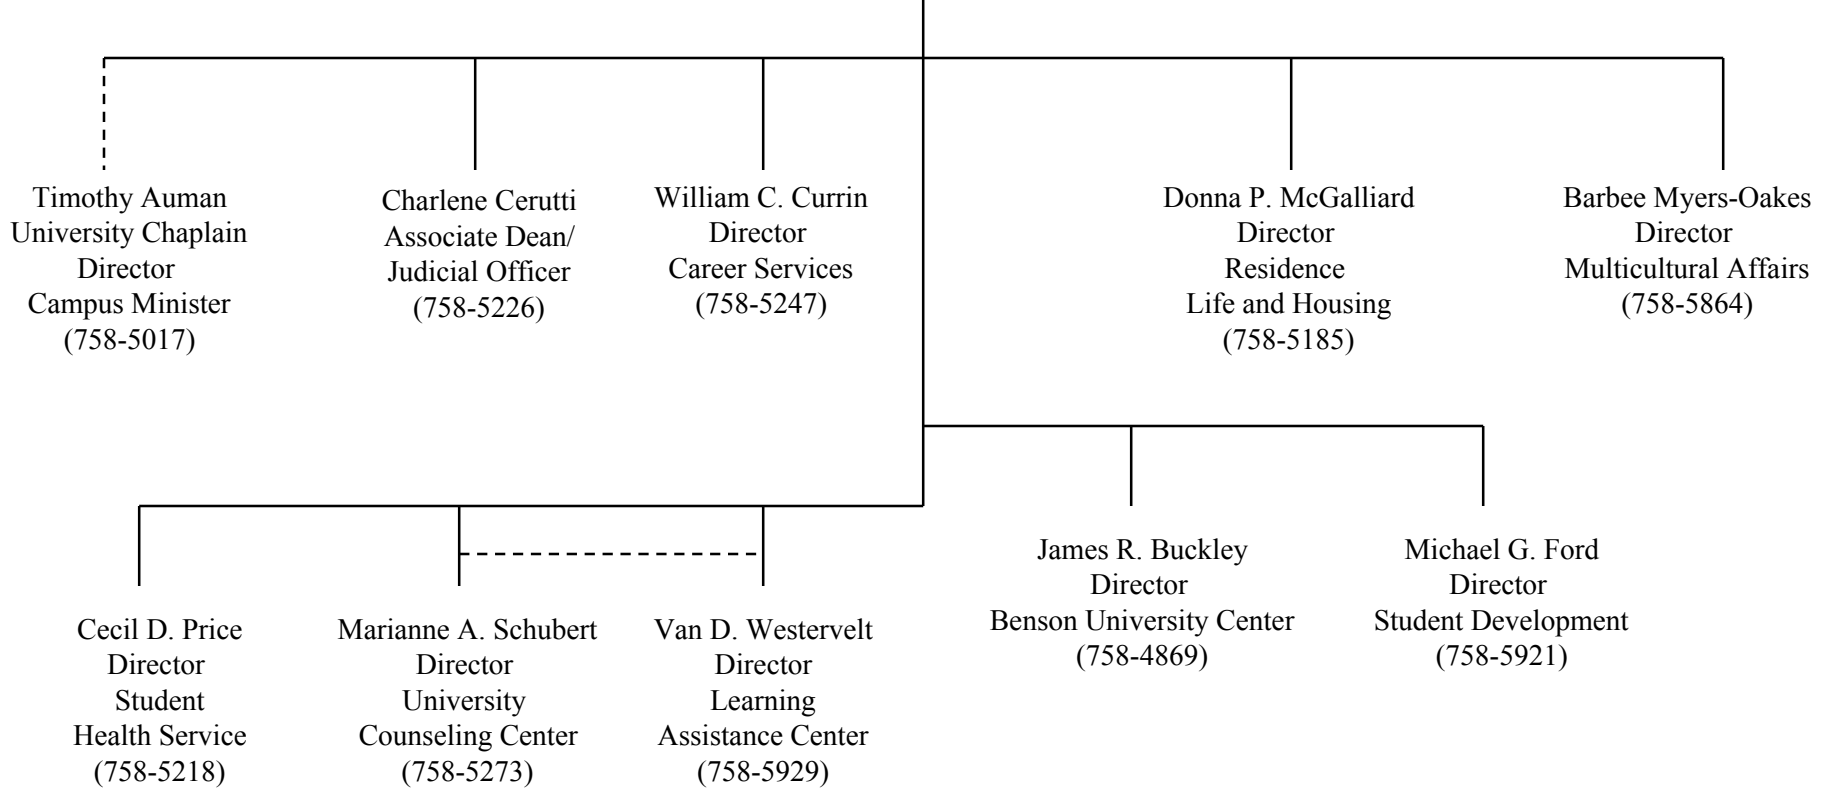 Timothy Auman
University Chaplain
Director
Campus Minister
(758-5017)
Charlene Cerutti
Associate Dean/
Judicial Officer
(758-5226)
William C. Currin
Director
Career Services
(758-5247)
Donna P. McGalliard
Director
Residence
Life and Housing
(758-5185)
Barbee Myers-Oakes
Director
Multicultural Affairs
(758-5864)
Cecil D. Price
Director
Student
Health Service
(758-5218)
Marianne A. Schubert
Director
University
Counseling Center
(758-5273)
Van D. Westervelt
Director
Learning
Assistance Center
(758-5929)
James R. Buckley
Director
Benson University Center
(758-4869)
Michael G. Ford
Director
Student Development
(758-5921)